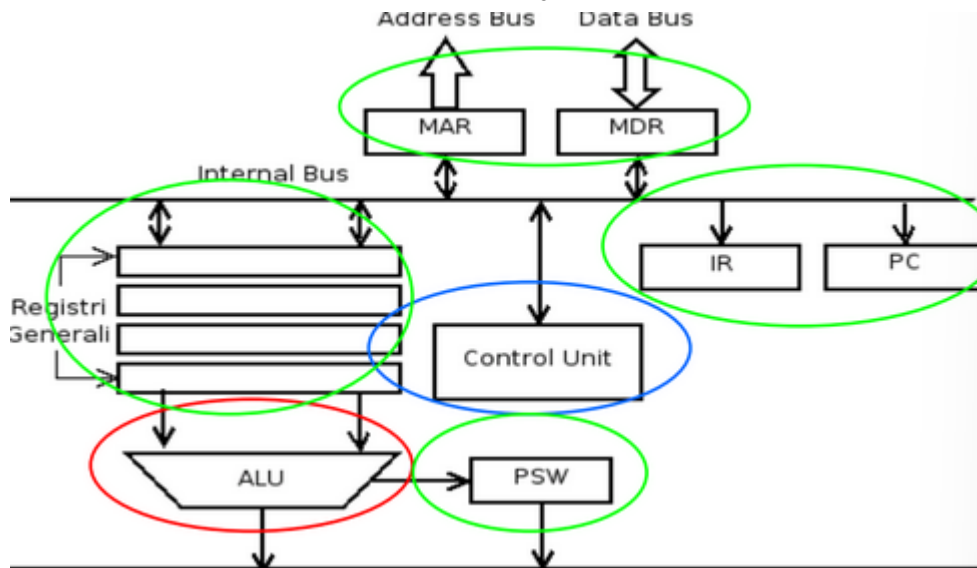 Address Bus
Data Bus
MAR
MDR
Internal Bus
IR
PC
Registri
Generali
Control Unit
ALU
PSW